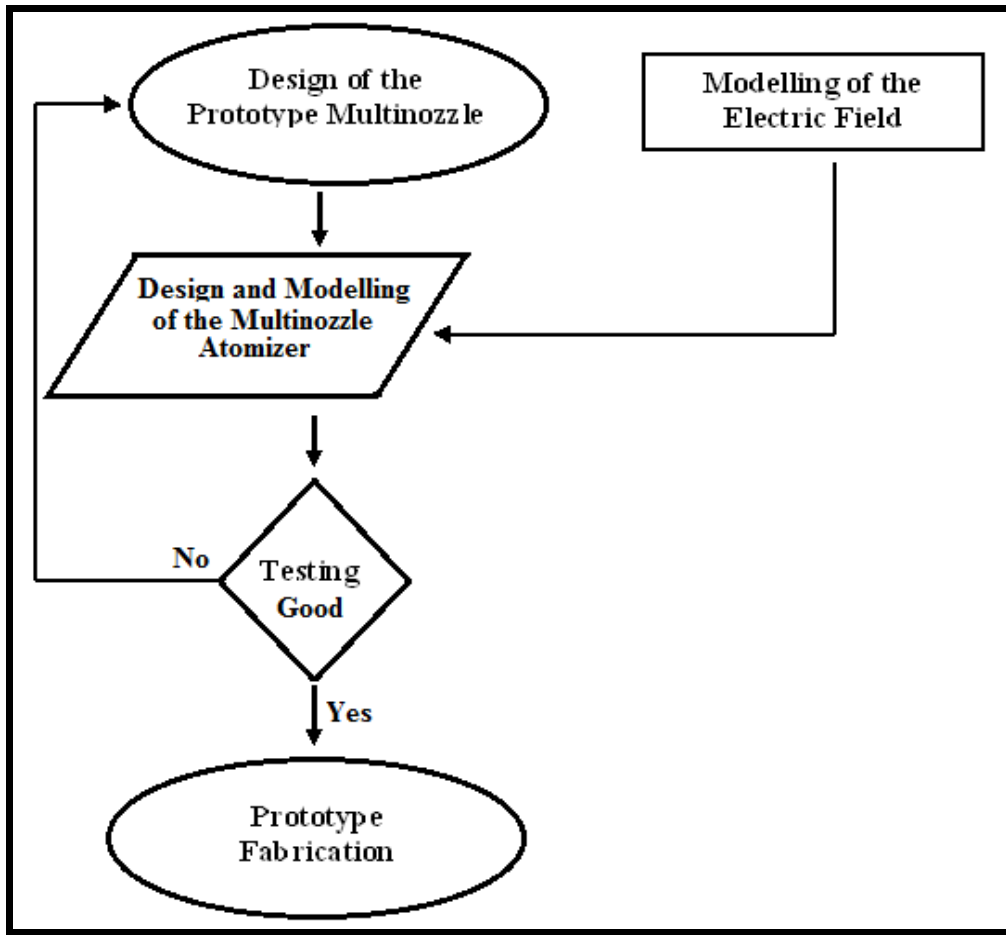 Design of the
Prototype Multinozzle
Modelling of the
Electric Field
Design and Modelling
of the Multinozzle
Atomizer
No
Testing
Good
Yes
Prototype
Fabrication